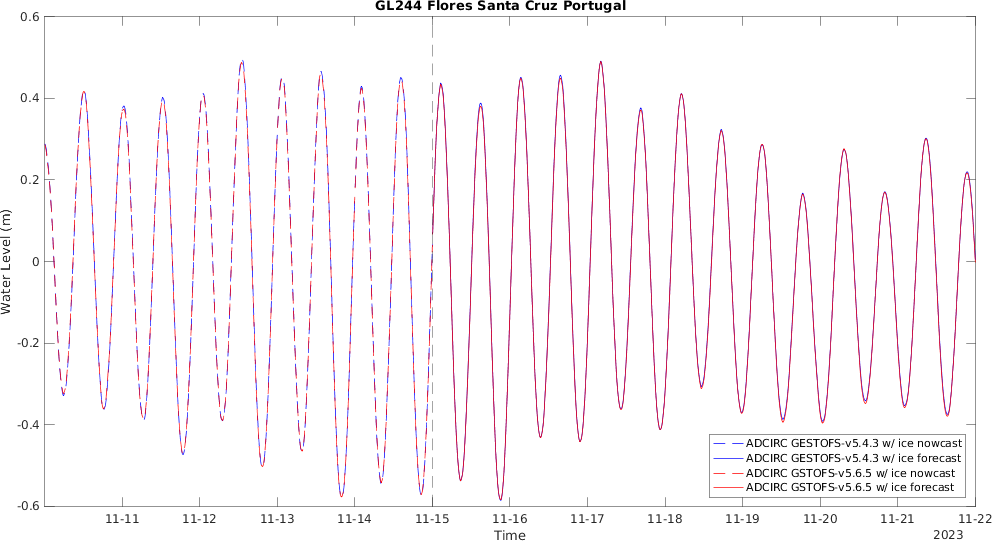 GL244 Flores Santa Cruz Portugal
0.6
0.4
0.2
0
-0.2
-0.4
-0.6
Water Level (m)
ADCIRC GESTOFS-v5.4.3 w/ ice nowcast
ADCIRC GESTOFS-v5.4.3 w/ ice forecast
ADCIRC GSTOFS-v5.6.5 w/ ice nowcast
ADCIRC GSTOFS-v5.6.5 w/ ice forecast
11-11 11-12 11-13 11-14 11-15 11-16 11-17 11-18 11-19 11-20 11-21 11-22
Time
2023